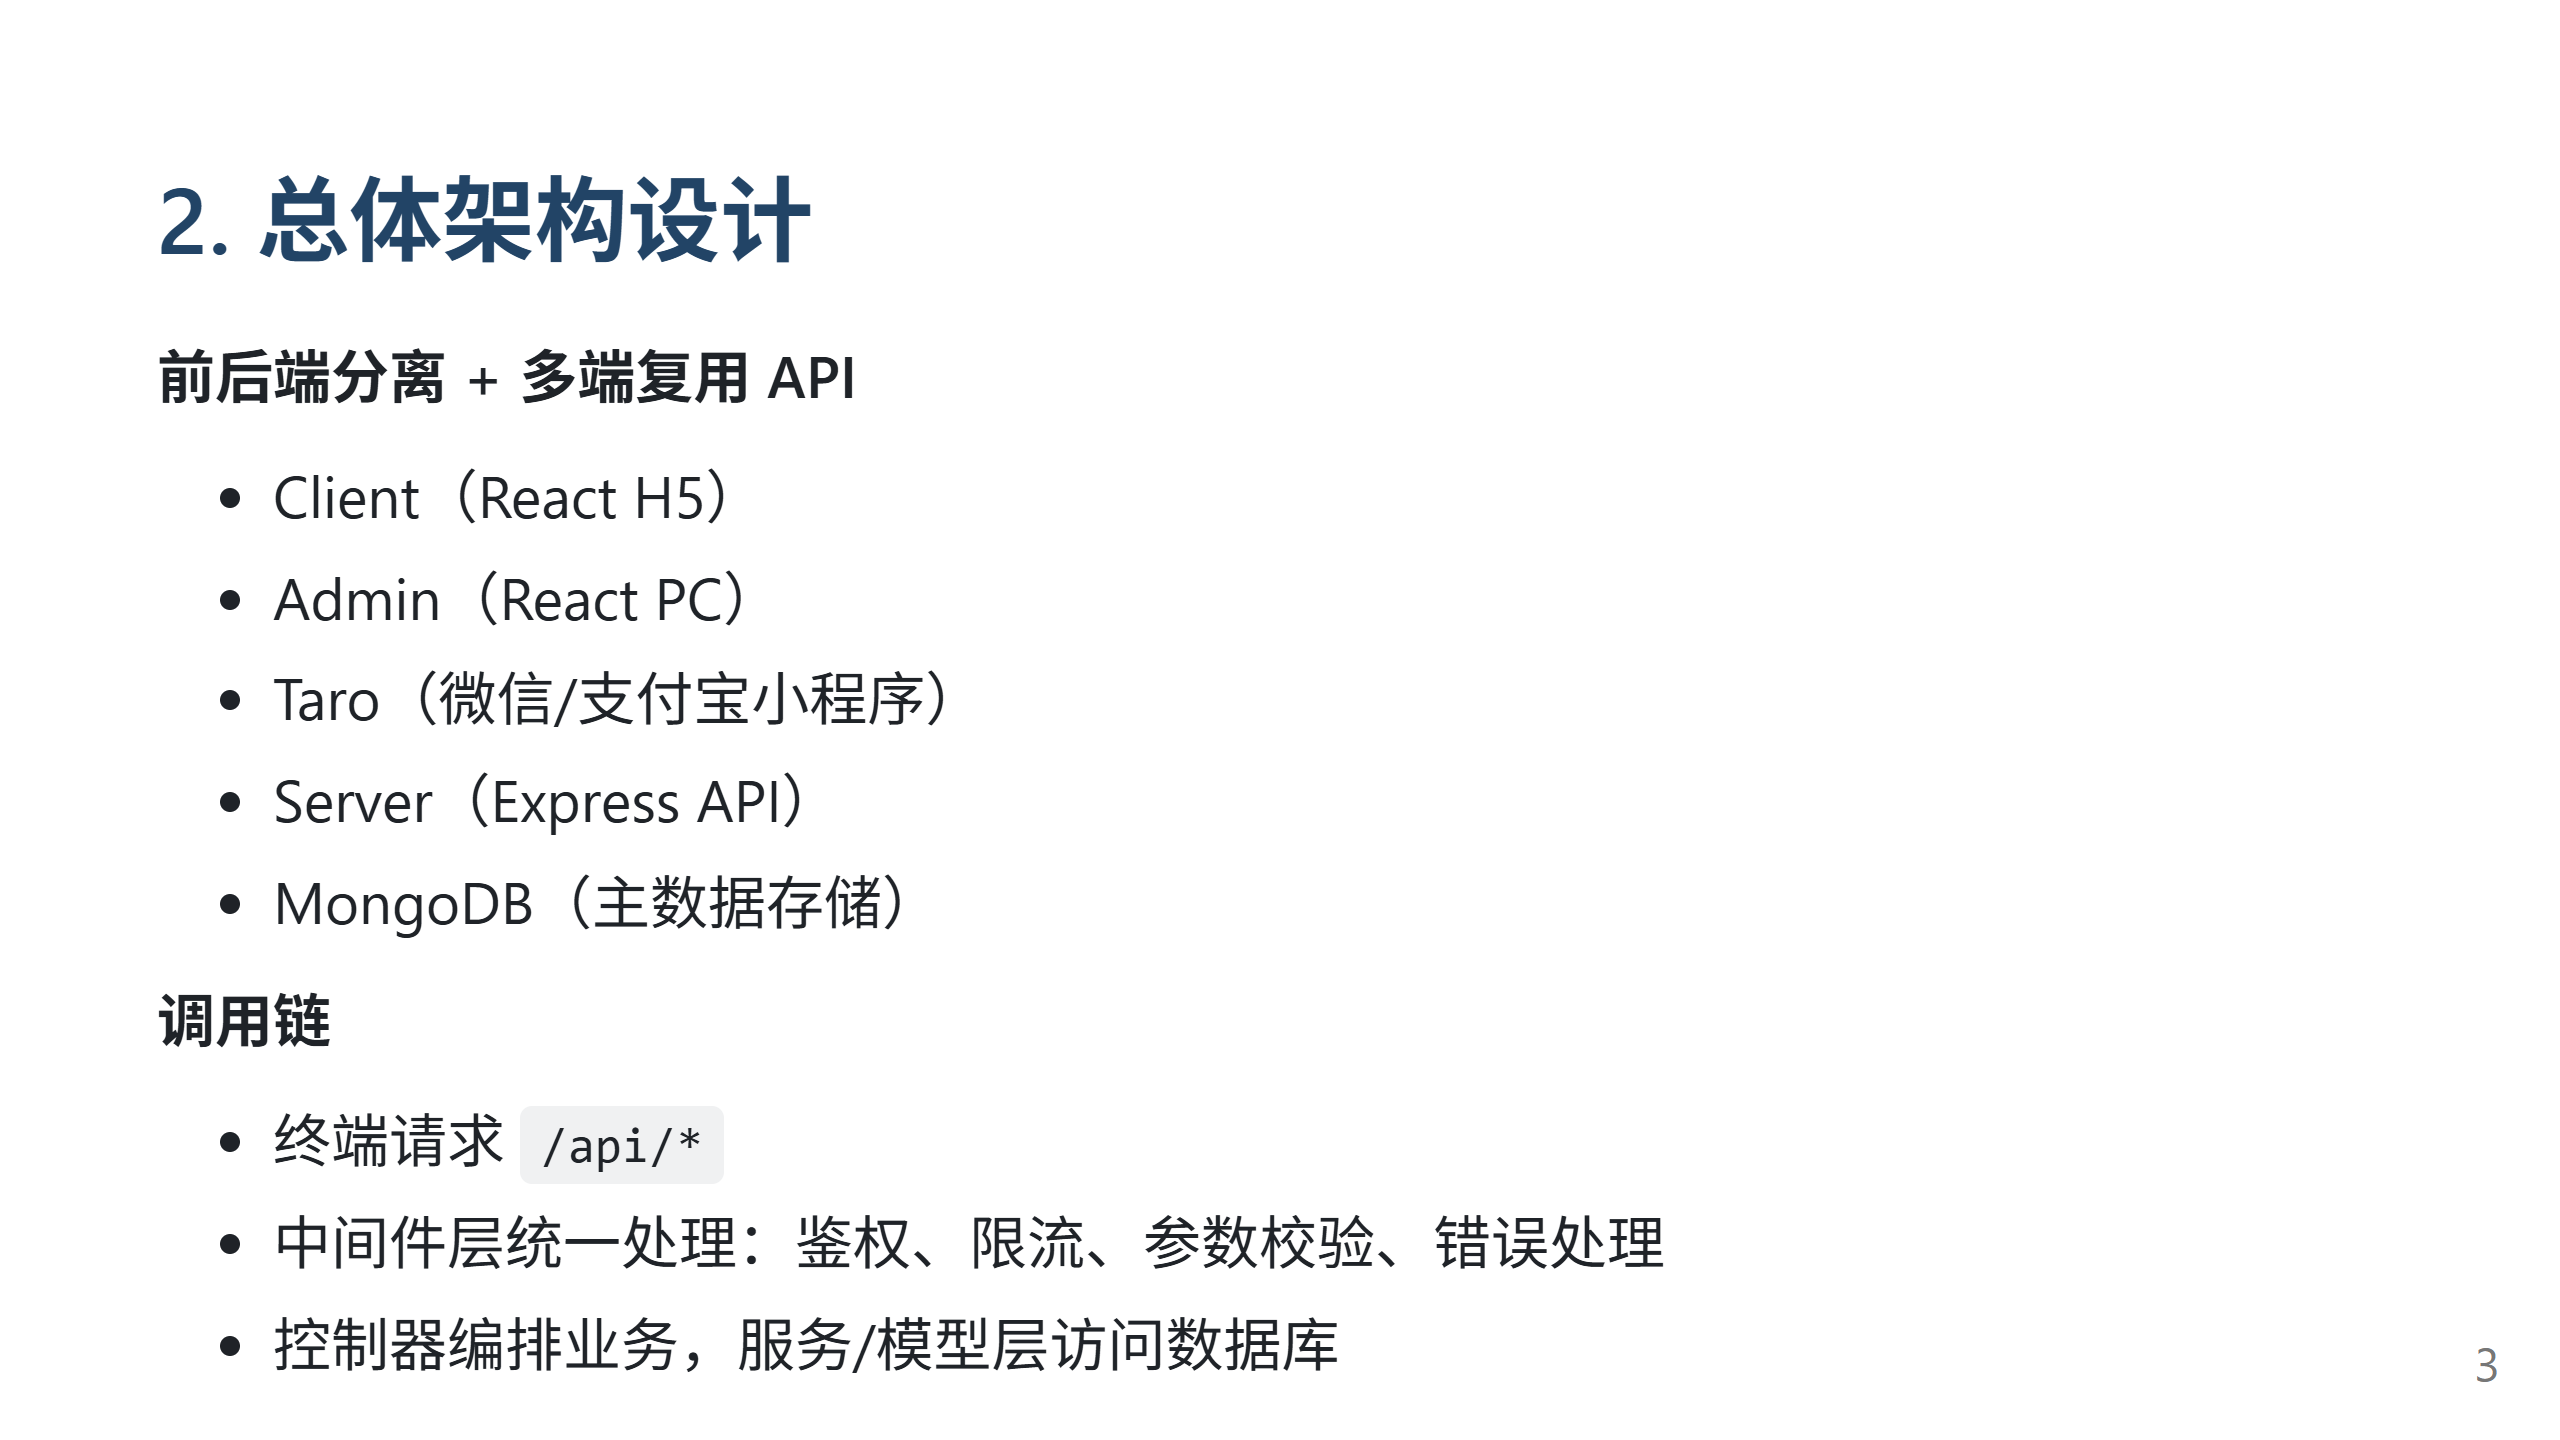 2. 总体架构设计
前后端分离 + 多端复用 API
• Client（React H5）
• Admin（React PC）
• Taro（微信/支付宝小程序）
• Server（Express API）
• MongoDB（主数据存储）
调用链
• 终端请求 /api/*
• 中间件层统一处理：鉴权、限流、参数校验、错误处理
• 控制器编排业务，服务/模型层访问数据库
3